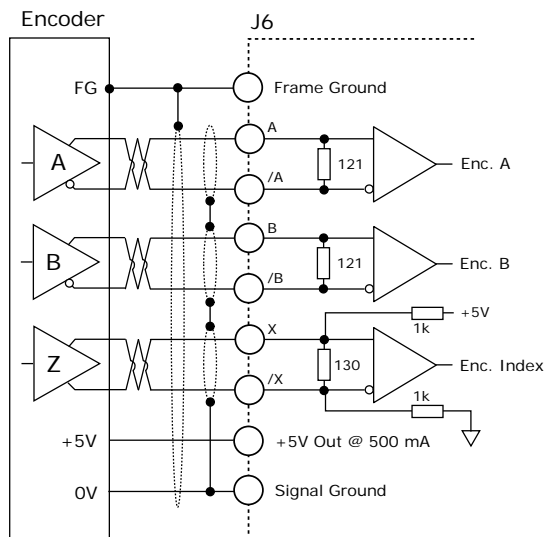 Encoder
J6
FG
Frame Ground
A
A
121
Enc. A
/A
B
B
121
Enc. B
/B
+5V
1k
X
Z
130
Enc. Index
/X
1k
+5V
+5V Out @ 500 mA
0V
Signal Ground